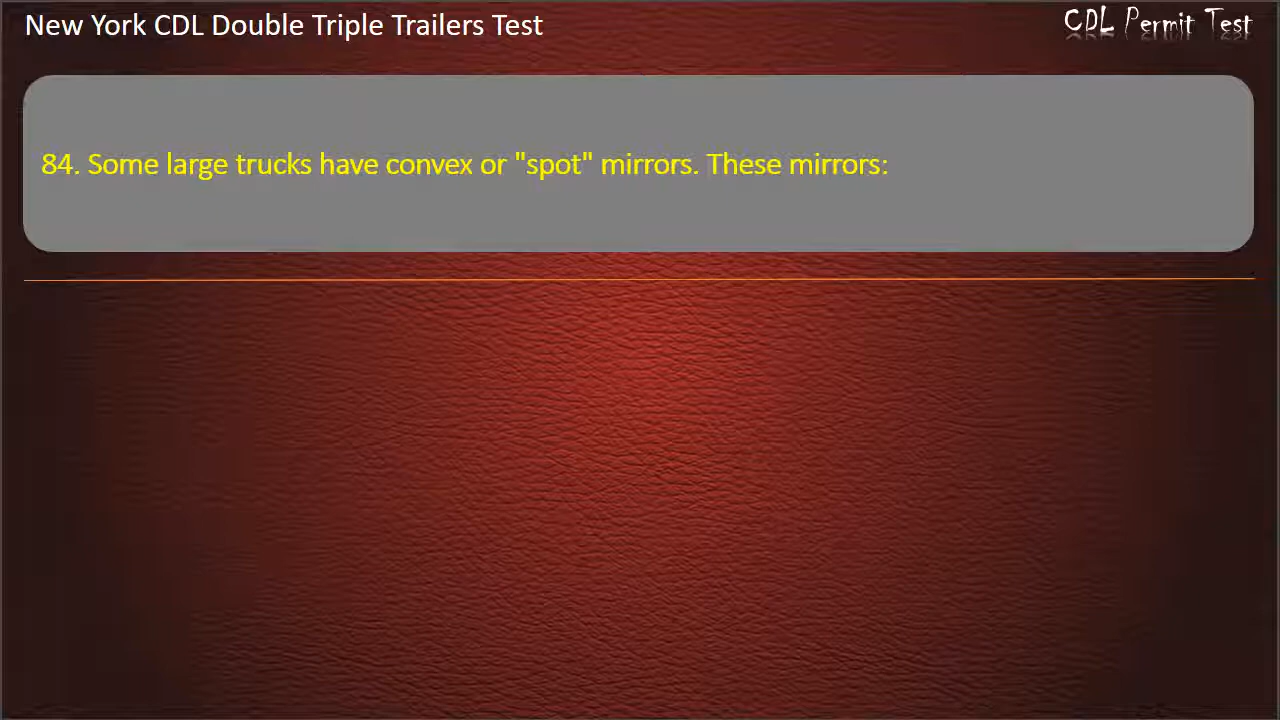 New York CDL Double Triple Trailers Test
CDL Permit Test
84. Some large trucks have convex or "spot" mirrors. These mirrors: